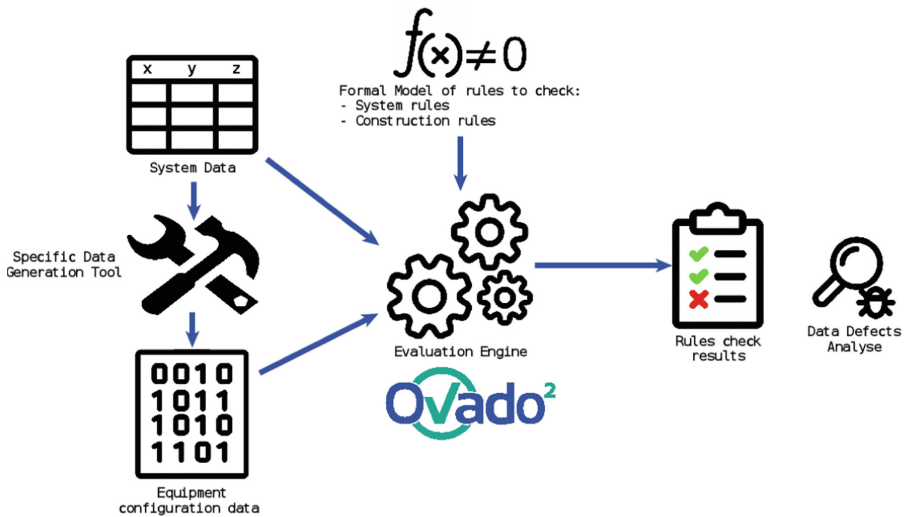 f(x)≠0
Formal Model of rules to check:
- System rules
- Construction rules
x y z
System Data
Specific Data
Generation Tool
Evaluation Engine
Ovado²
Rules check
results
Data Defects
Analyse
0010
1011
1010
1101
Equipment
configuration data